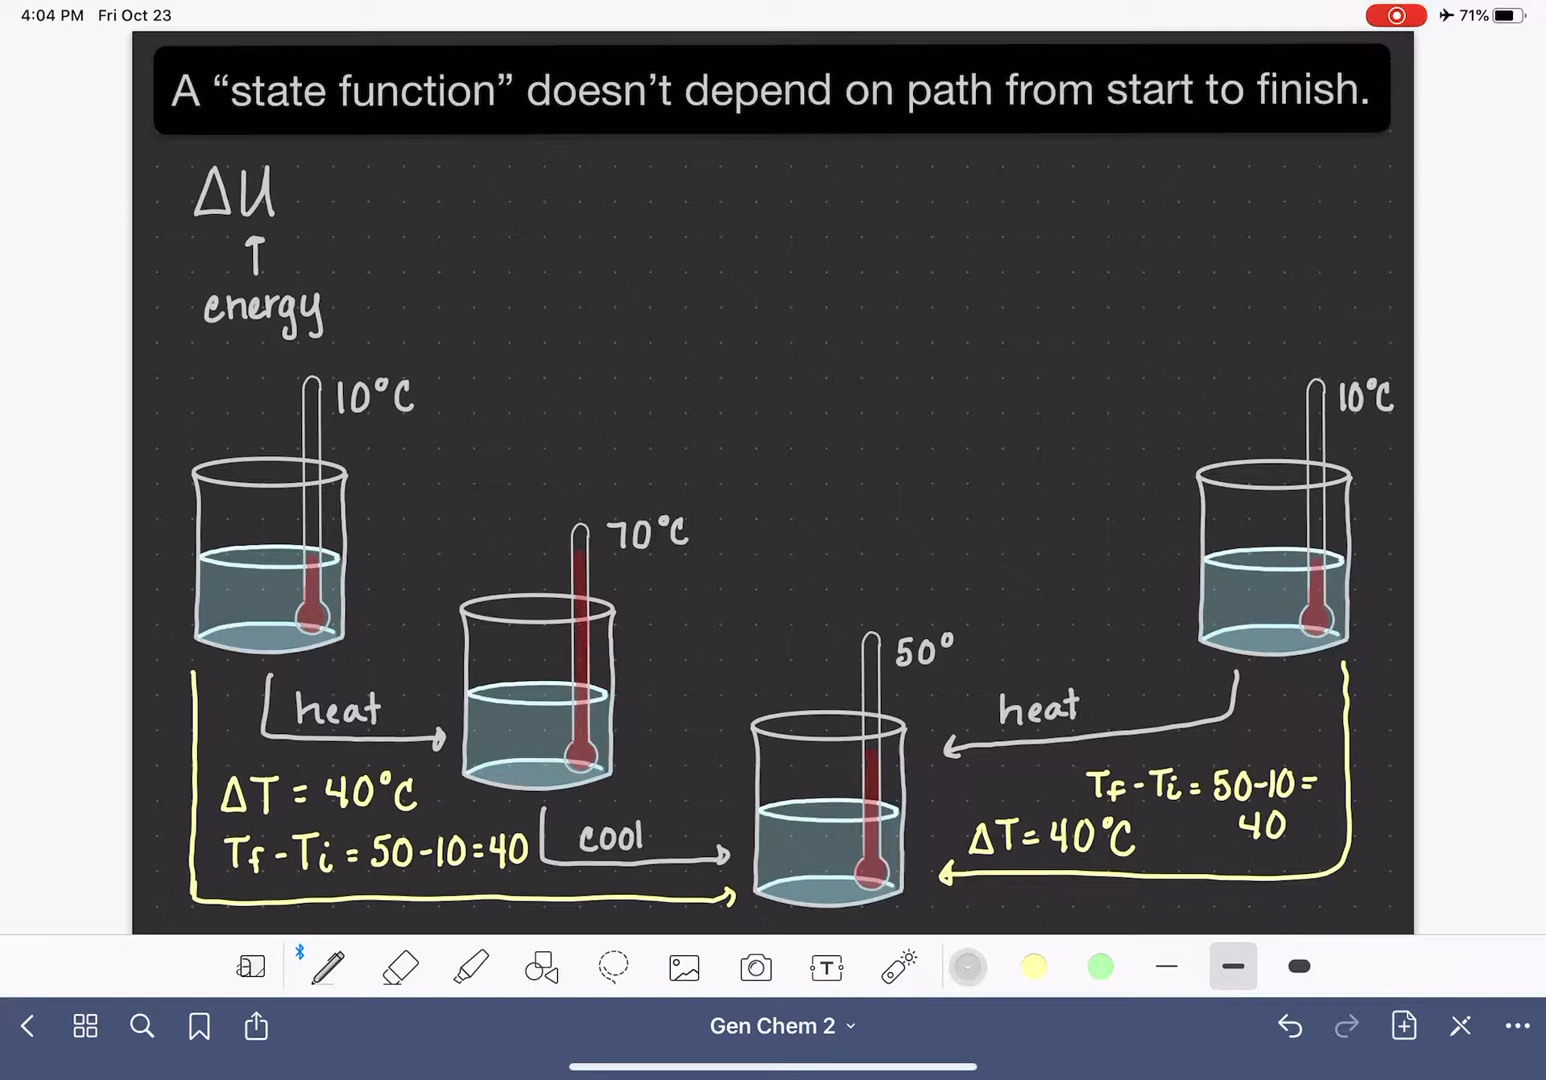 4:04 PM Fri Oct 23
71%
A “state function” doesn’t depend on path from start to finish.
ΔU
energy
10°C
10°C
70°C
50°
heat
heat
ΔT = 40°C
Tf - Ti = 50-10=40
cool
Tf - Ti = 50-10=
40
ΔT= 40°C
T
Gen Chem 2